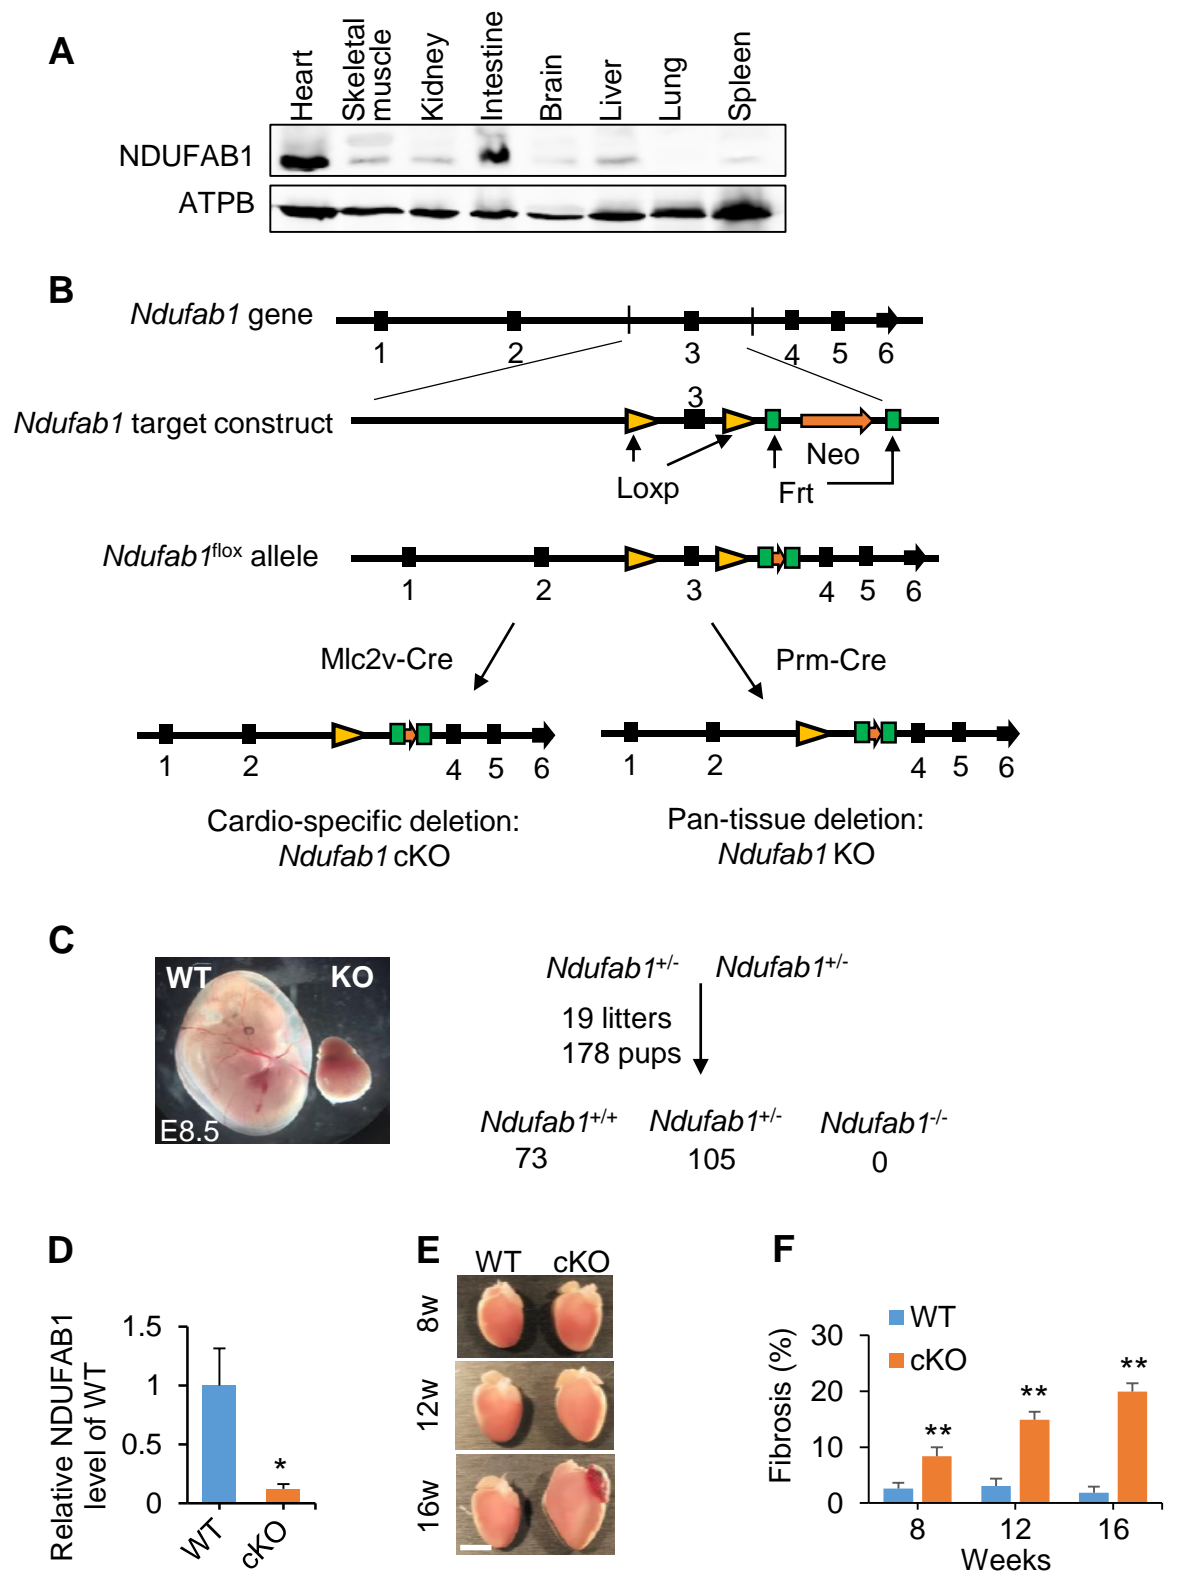 A
Heart
Skeletal
muscle
Kidney
Intestine
Brain
Liver
Lung
Spleen
NDUFAB1
ATPB
B
Ndufab1 gene
1 2 3 4 5 6
3
Ndufab1 target construct
Neo
Loxp
Frt
Ndufab1flox allele
1 2 3 4 5 6
Mlc2v-Cre
Prm-Cre
1 2 4 5 6
1 2 4 5 6
Cardio-specific deletion:
Ndufab1 cKO
Pan-tissue deletion:
Ndufab1 KO
C
WT KO
E8.5
Ndufab1+/- Ndufab1+/-
19 litters
178 pups
Ndufab1+/+ Ndufab1+/- Ndufab1-/-
73 105 0
D
Relative NDUFAB1
level of WT
1.5
1
0.5
0
*
WT
cKO
E
WT cKO
8w
12w
16w
F
WT
cKO
Fibrosis (%)
30
20
10
0
**
**
**
8 12 16
Weeks